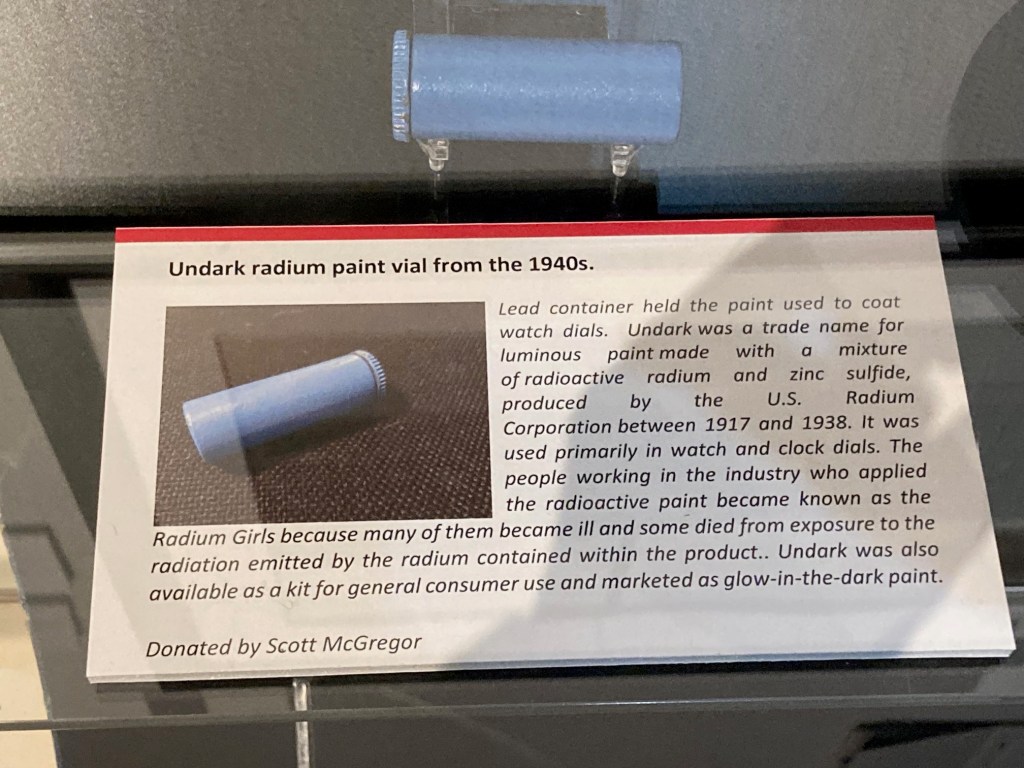 Undark radium paint vial from the 1940s.
Lead container held the paint used to coat
watch dials. Undark was a trade name for
luminous paint made with a mixture
of radioactive radium and zinc sulfide,
produced by the U.S. Radium
Corporation between 1917 and 1938. It was
used primarily in watch and clock dials. The
people working in the industry who applied
the radioactive paint became known as the
Radium Girls because many of them became ill and some died from exposure to the
radiation emitted by the radium contained within the product.. Undark was also
available as a kit for general consumer use and marketed as glow-in-the-dark paint.
Donated by Scott McGregor